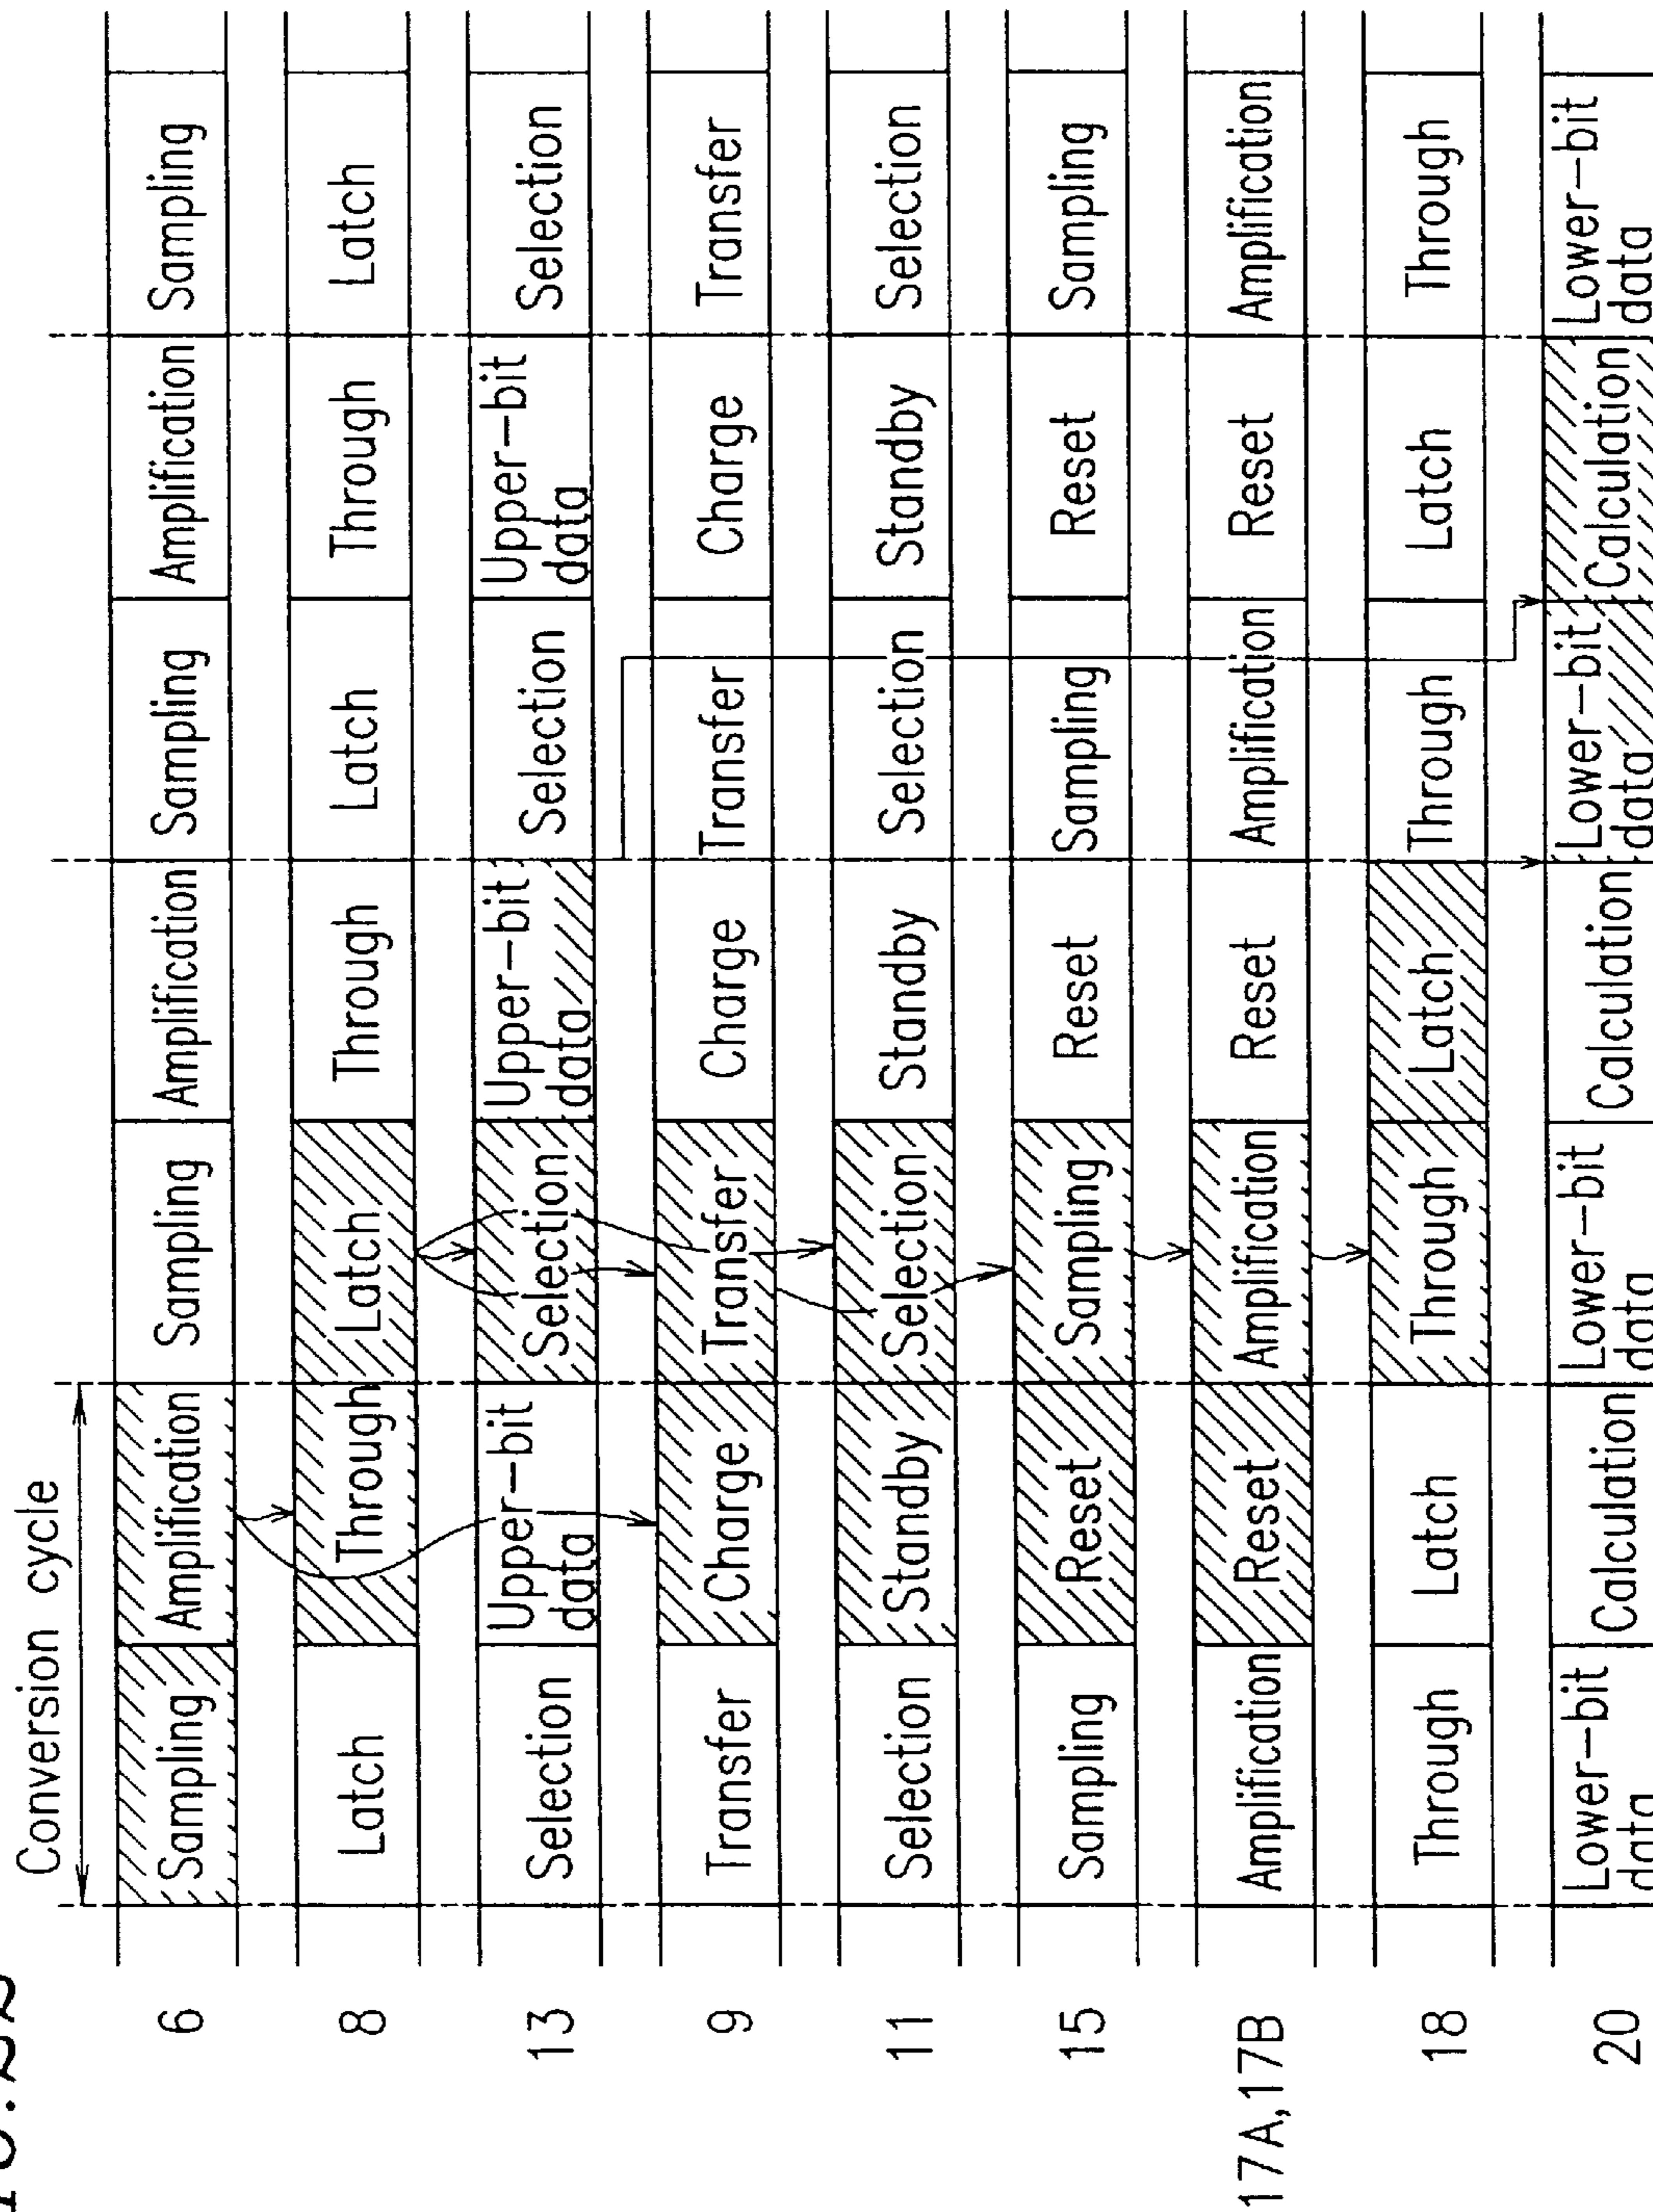 Conversion cycle
6 Sampling Amplification Sampling Amplification Sampling Amplification Sampling
8 Latch Through Latch Through Latch Through Latch
13 Selection Upper-bit data Selection Upper-bit data Selection Upper-bit data Selection
9 Transfer Charge Transfer Charge Transfer Charge Transfer
11 Selection Standby Selection Standby Selection Standby Selection
15 Sampling Reset Sampling Reset Sampling Reset Sampling
17A,17B Amplification Reset Amplification Reset Amplification Reset Amplification
18 Through Latch Through Latch Through Latch Through
20 Lower-bit data Calculation Lower-bit data Calculation Lower-bit data Calculation Lower-bit data